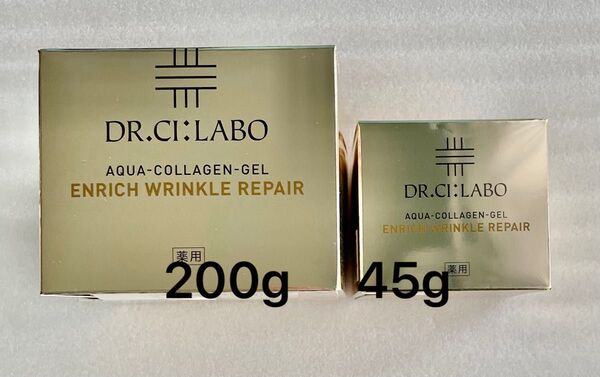 DR.CI:LABO
AQUA-COLLAGEN-GEL
ENRICH WRINKLE REPAIR
薬用
200g
DR.CI:LABO
AQUA-COLLAGEN-GEL
ENRICH WRINKLE REPAIR
薬用
45g